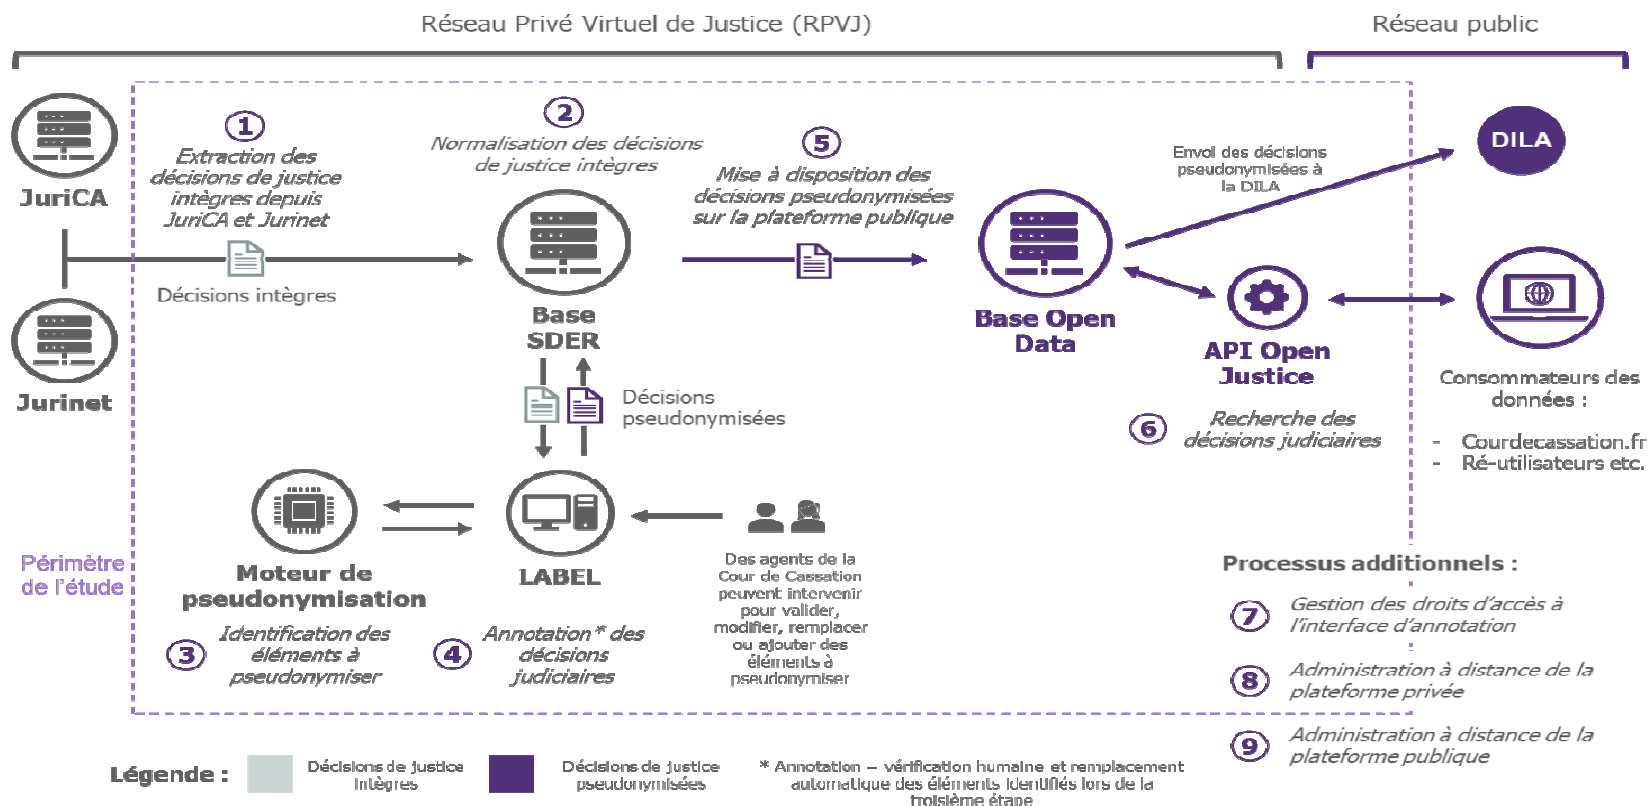 Réseau Privé Virtuel de Justice (RPVJ)
Réseau public
JuriCA
Jurinet
1
Extraction des
décisions de justice
intègres depuis
JuriCA et Jurinet
Décisions intègres
2
Normalisation des décisions
de justice intègres
Base
SDER
5
Mise à disposition des
décisions pseudonymisées
sur la plateforme publique
Base Open
Data
Envoi des décisions
pseudonymisées à
la DILA
DILA
API Open
Justice
6
Recherche des
décisions judiciaires
Consommateurs des
données :
- Courdecassation.fr
- Ré-utilisateurs etc.
Décisions
pseudonymisées
Périmètre
de l'étude
Moteur de
pseudonymisation
3
Identification des
éléments à
pseudonymiser
LABEL
4
Annotation* des
décisions
judiciaires
Des agents de la
Cour de Cassation
peuvent intervenir
pour valider,
modifier, remplacer
ou ajouter des
éléments à
pseudonymiser
Processus additionnels :
7
Gestion des droits d'accès à
l'interface d'annotation
8
Administration à distance de la
plateforme privée
9
Administration à distance de la
plateforme publique
Légende :
Décisions de justice
intègres
Décisions de justice
pseudonymisées
* Annotation – vérification humaine et remplacement
automatique des éléments identifiés lors de la
troisième étape